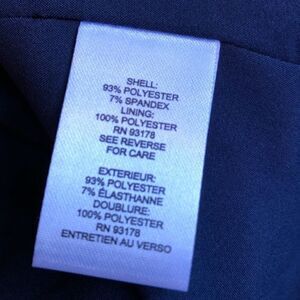 SHELL:
93% POLYESTER
7% SPANDEX
LINING:
100% POLYESTER
RN 93178
SEE REVERSE
FOR CARE
EXTERIEUR:
93% POLYESTER
7% ÉLASTHANNE
DOUBLURE:
100% POLYESTER
RN 93178
ENTRETIEN AU VERSO